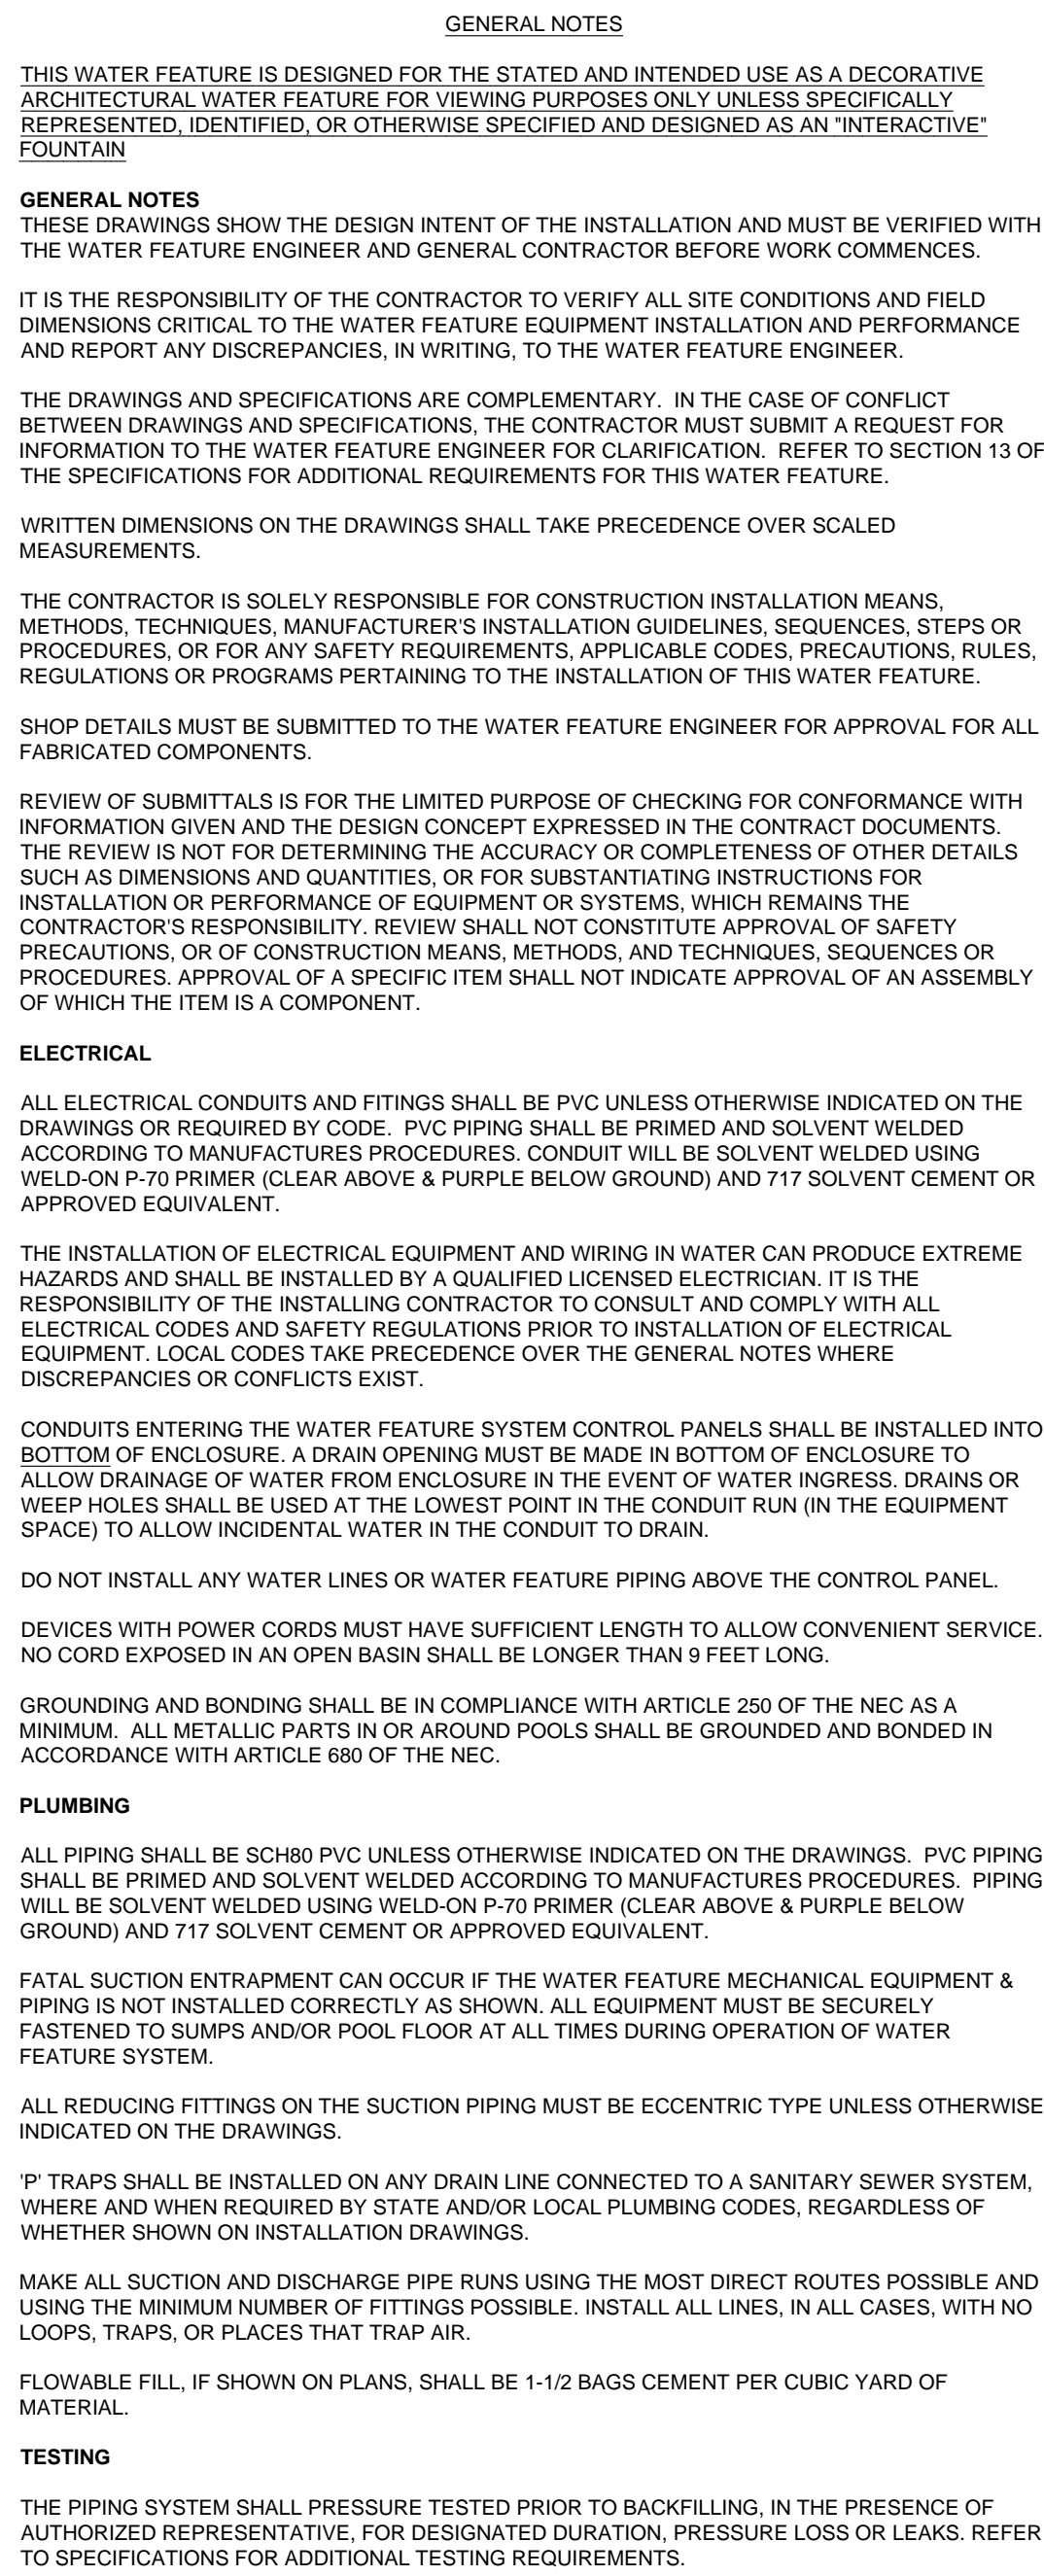 GENERAL NOTES
THIS WATER FEATURE IS DESIGNED FOR THE STATED AND INTENDED USE AS A DECORATIVE
ARCHITECTURAL WATER FEATURE FOR VIEWING PURPOSES ONLY UNLESS SPECIFICALLY
REPRESENTED, IDENTIFIED, OR OTHERWISE SPECIFIED AND DESIGNED AS AN "INTERACTIVE"
FOUNTAIN
GENERAL NOTES
THESE DRAWINGS SHOW THE DESIGN INTENT OF THE INSTALLATION AND MUST BE VERIFIED WITH
THE WATER FEATURE ENGINEER AND GENERAL CONTRACTOR BEFORE WORK COMMENCES.
IT IS THE RESPONSIBILITY OF THE CONTRACTOR TO VERIFY ALL SITE CONDITIONS AND FIELD
DIMENSIONS CRITICAL TO THE WATER FEATURE EQUIPMENT INSTALLATION AND PERFORMANCE
AND REPORT ANY DISCREPANCIES, IN WRITING, TO THE WATER FEATURE ENGINEER.
THE DRAWINGS AND SPECIFICATIONS ARE COMPLEMENTARY.  IN THE CASE OF CONFLICT
BETWEEN DRAWINGS AND SPECIFICATIONS, THE CONTRACTOR MUST SUBMIT A REQUEST FOR
INFORMATION TO THE WATER FEATURE ENGINEER FOR CLARIFICATION.  REFER TO SECTION 13 OF
THE SPECIFICATIONS FOR ADDITIONAL REQUIREMENTS FOR THIS WATER FEATURE.
WRITTEN DIMENSIONS ON THE DRAWINGS SHALL TAKE PRECEDENCE OVER SCALED
MEASUREMENTS.
THE CONTRACTOR IS SOLELY RESPONSIBLE FOR CONSTRUCTION INSTALLATION MEANS,
METHODS, TECHNIQUES, MANUFACTURER'S INSTALLATION GUIDELINES, SEQUENCES, STEPS OR
PROCEDURES, OR FOR ANY SAFETY REQUIREMENTS, APPLICABLE CODES, PRECAUTIONS, RULES,
REGULATIONS OR PROGRAMS PERTAINING TO THE INSTALLATION OF THIS WATER FEATURE.
SHOP DETAILS MUST BE SUBMITTED TO THE WATER FEATURE ENGINEER FOR APPROVAL FOR ALL
FABRICATED COMPONENTS.
REVIEW OF SUBMITTALS IS FOR THE LIMITED PURPOSE OF CHECKING FOR CONFORMANCE WITH
INFORMATION GIVEN AND THE DESIGN CONCEPT EXPRESSED IN THE CONTRACT DOCUMENTS.
THE REVIEW IS NOT FOR DETERMINING THE ACCURACY OR COMPLETENESS OF OTHER DETAILS
SUCH AS DIMENSIONS AND QUANTITIES, OR FOR SUBSTANTIATING INSTRUCTIONS FOR
INSTALLATION OR PERFORMANCE OF EQUIPMENT OR SYSTEMS, WHICH REMAINS THE
CONTRACTOR'S RESPONSIBILITY. REVIEW SHALL NOT CONSTITUTE APPROVAL OF SAFETY
PRECAUTIONS, OR OF CONSTRUCTION MEANS, METHODS, AND TECHNIQUES, SEQUENCES OR
PROCEDURES. APPROVAL OF A SPECIFIC ITEM SHALL NOT INDICATE APPROVAL OF AN ASSEMBLY
OF WHICH THE ITEM IS A COMPONENT.
ELECTRICAL
ALL ELECTRICAL CONDUITS AND FITINGS SHALL BE PVC UNLESS OTHERWISE INDICATED ON THE
DRAWINGS OR REQUIRED BY CODE.  PVC PIPING SHALL BE PRIMED AND SOLVENT WELDED
ACCORDING TO MANUFACTURES PROCEDURES. CONDUIT WILL BE SOLVENT WELDED USING
WELD-ON P-70 PRIMER (CLEAR ABOVE & PURPLE BELOW GROUND) AND 717 SOLVENT CEMENT OR
APPROVED EQUIVALENT.
THE INSTALLATION OF ELECTRICAL EQUIPMENT AND WIRING IN WATER CAN PRODUCE EXTREME
HAZARDS AND SHALL BE INSTALLED BY A QUALIFIED LICENSED ELECTRICIAN. IT IS THE
RESPONSIBILITY OF THE INSTALLING CONTRACTOR TO CONSULT AND COMPLY WITH ALL
ELECTRICAL CODES AND SAFETY REGULATIONS PRIOR TO INSTALLATION OF ELECTRICAL
EQUIPMENT. LOCAL CODES TAKE PRECEDENCE OVER THE GENERAL NOTES WHERE
DISCREPANCIES OR CONFLICTS EXIST.
CONDUITS ENTERING THE WATER FEATURE SYSTEM CONTROL PANELS SHALL BE INSTALLED INTO
BOTTOM OF ENCLOSURE. A DRAIN OPENING MUST BE MADE IN BOTTOM OF ENCLOSURE TO
ALLOW DRAINAGE OF WATER FROM ENCLOSURE IN THE EVENT OF WATER INGRESS. DRAINS OR
WEEP HOLES SHALL BE USED AT THE LOWEST POINT IN THE CONDUIT RUN (IN THE EQUIPMENT
SPACE) TO ALLOW INCIDENTAL WATER IN THE CONDUIT TO DRAIN.
DO NOT INSTALL ANY WATER LINES OR WATER FEATURE PIPING ABOVE THE CONTROL PANEL.
DEVICES WITH POWER CORDS MUST HAVE SUFFICIENT LENGTH TO ALLOW CONVENIENT SERVICE.
NO CORD EXPOSED IN AN OPEN BASIN SHALL BE LONGER THAN 9 FEET LONG.
GROUNDING AND BONDING SHALL BE IN COMPLIANCE WITH ARTICLE 250 OF THE NEC AS A
MINIMUM.  ALL METALLIC PARTS IN OR AROUND POOLS SHALL BE GROUNDED AND BONDED IN
ACCORDANCE WITH ARTICLE 680 OF THE NEC.
PLUMBING
ALL PIPING SHALL BE SCH80 PVC UNLESS OTHERWISE INDICATED ON THE DRAWINGS.  PVC PIPING
SHALL BE PRIMED AND SOLVENT WELDED ACCORDING TO MANUFACTURES PROCEDURES.  PIPING
WILL BE SOLVENT WELDED USING WELD-ON P-70 PRIMER (CLEAR ABOVE & PURPLE BELOW
GROUND) AND 717 SOLVENT CEMENT OR APPROVED EQUIVALENT.
FATAL SUCTION ENTRAPMENT CAN OCCUR IF THE WATER FEATURE MECHANICAL EQUIPMENT &
PIPING IS NOT INSTALLED CORRECTLY AS SHOWN. ALL EQUIPMENT MUST BE SECURELY
FASTENED TO SUMPS AND/OR POOL FLOOR AT ALL TIMES DURING OPERATION OF WATER
FEATURE SYSTEM.
ALL REDUCING FITTINGS ON THE SUCTION PIPING MUST BE ECCENTRIC TYPE UNLESS OTHERWISE
INDICATED ON THE DRAWINGS.
'P' TRAPS SHALL BE INSTALLED ON ANY DRAIN LINE CONNECTED TO A SANITARY SEWER SYSTEM,
WHERE AND WHEN REQUIRED BY STATE AND/OR LOCAL PLUMBING CODES, REGARDLESS OF
WHETHER SHOWN ON INSTALLATION DRAWINGS.
MAKE ALL SUCTION AND DISCHARGE PIPE RUNS USING THE MOST DIRECT ROUTES POSSIBLE AND
USING THE MINIMUM NUMBER OF FITTINGS POSSIBLE. INSTALL ALL LINES, IN ALL CASES, WITH NO
LOOPS, TRAPS, OR PLACES THAT TRAP AIR.
FLOWABLE FILL, IF SHOWN ON PLANS, SHALL BE 1-1/2 BAGS CEMENT PER CUBIC YARD OF
MATERIAL.
TESTING
THE PIPING SYSTEM SHALL PRESSURE TESTED PRIOR TO BACKFILLING, IN THE PRESENCE OF
AUTHORIZED REPRESENTATIVE, FOR DESIGNATED DURATION, PRESSURE LOSS OR LEAKS. REFER
TO SPECIFICATIONS FOR ADDITIONAL TESTING REQUIREMENTS.